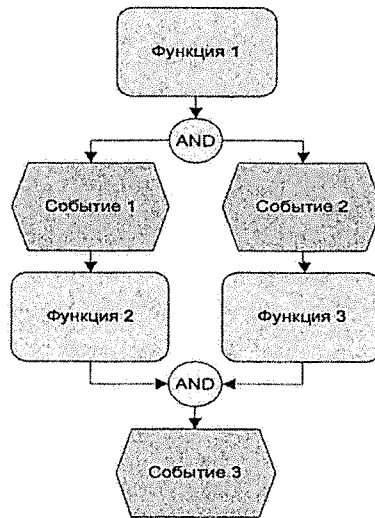 Функция 1
AND
Событие 1
Событие 2
Функция 2
Функция 3
AND
Событие 3